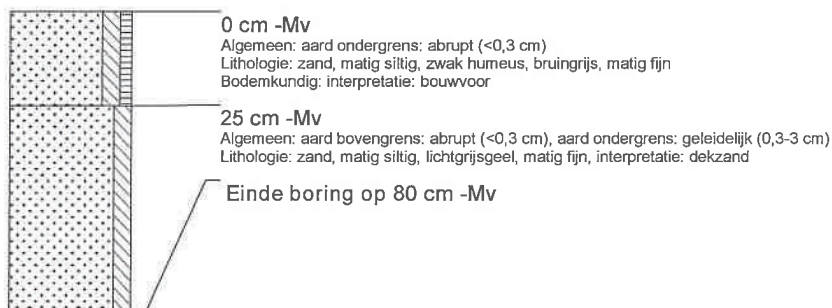 0 cm -Mv
Algemeen: aard ondergrens: abrupt (<0,3 cm)
Lithologie: zand, matig siltig, zwak humeus, bruingrijs, matig fijn
Bodemkundig: interpretatie: bouwvoor
25 cm -Mv
Algemeen: aard bovengrens: abrupt (<0,3 cm), aard ondergrens: geleidelijk (0,3-3 cm)
Lithologie: zand, matig siltig, lichtgrijsgeel, matig fijn, interpretatie: dekzand
Einde boring op 80 cm -Mv